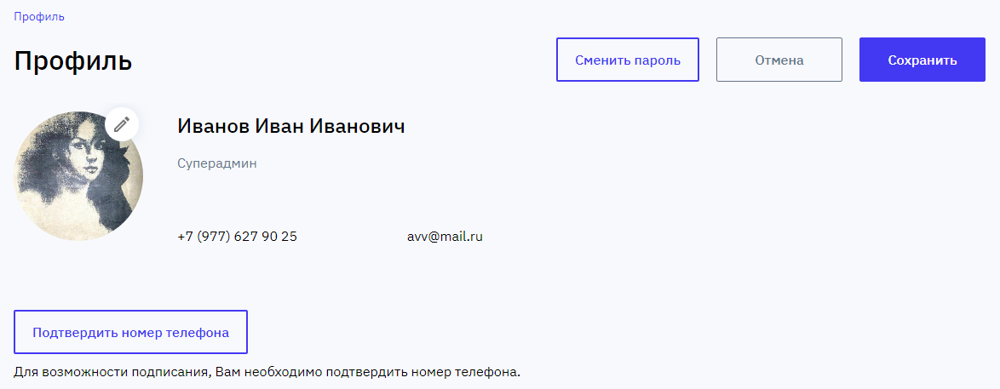 Профиль
Профиль
Сменить пароль
Отмена
Сохранить
Иванов Иван Иванович
Суперадмин
+7 (977) 627 90 25
avv@mail.ru
Подтвердить номер телефона
Для возможности подписания, Вам необходимо подтвердить номер телефона.